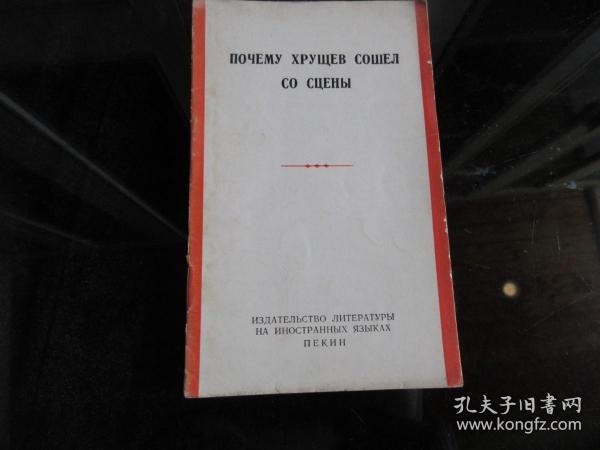 ПОЧЕМУ ХРУЩЕВ СОШЕЛ
СО СЦЕНЫ
ИЗДАТЕЛЬСТВО ЛИТЕРАТУРЫ
НА ИНОСТРАННЫХ ЯЗЫКАХ
ПЕКИН
孔夫子旧書网
www.kongfz.com